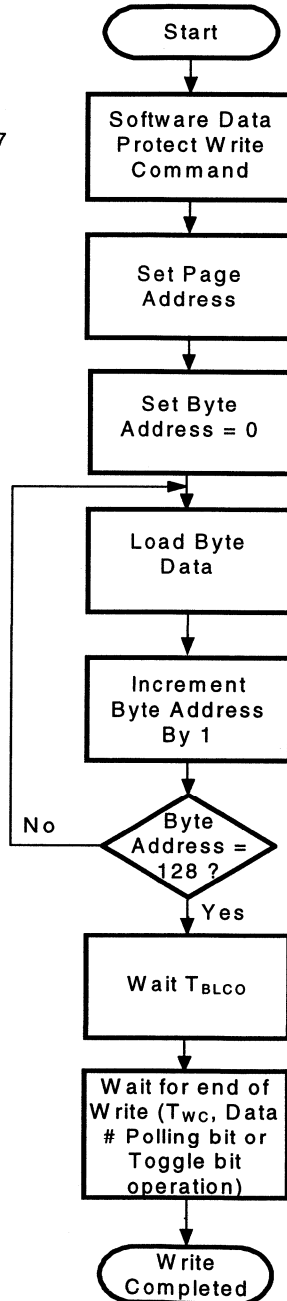 Start
7
Software Data
Protect Write
Command
Set Page
Address
Set Byte
Address = 0
Load Byte
Data
Increment
Byte Address
By 1
Byte
Address =
128 ?
No
Yes
Wait TBLCO
Wait for end of
Write (TWC, Data
# Polling bit or
Toggle bit
operation)
Write
Completed